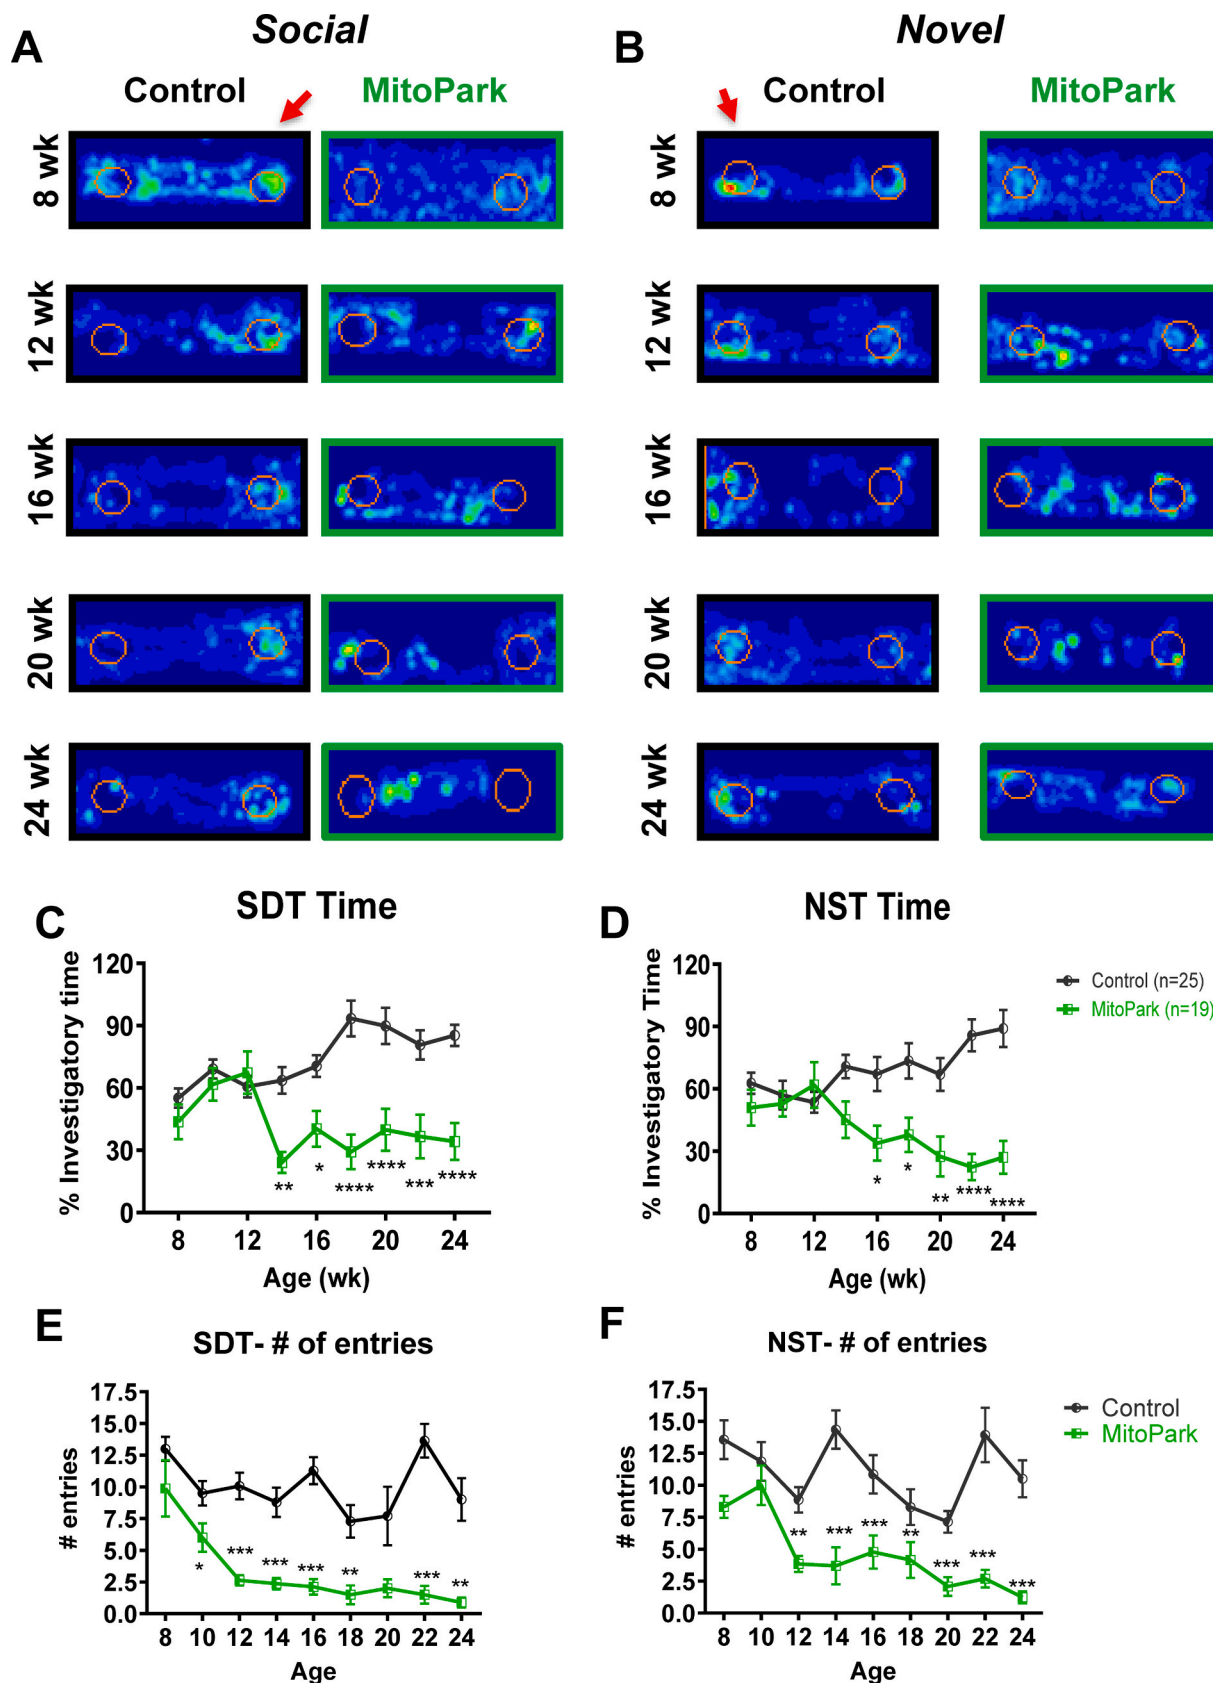 A
Social
B
Novel
Control
MitoPark
Control
MitoPark
8 wk
8 wk
12 wk
12 wk
16 wk
16 wk
20 wk
20 wk
24 wk
24 wk
C
SDT Time
% Investigatory time
120
90
60
30
0
**
*
****
****
***
****
8
12
16
20
24
Age (wk)
D
NST Time
% Investigatory Time
120
90
60
30
0
*
*
**
****
****
8
12
16
20
24
Age (wk)
Control (n=25)
MitoPark (n=19)
E
SDT- # of entries
# entries
17.5
15.0
12.5
10.0
7.5
5.0
2.5
0.0
*
***
***
***
**
***
**
8 10 12 14 16 18 20 22 24
Age
F
NST- # of entries
# entries
17.5
15.0
12.5
10.0
7.5
5.0
2.5
0.0
**
***
***
**
***
***
***
8 10 12 14 16 18 20 22 24
Age
Control
MitoPark